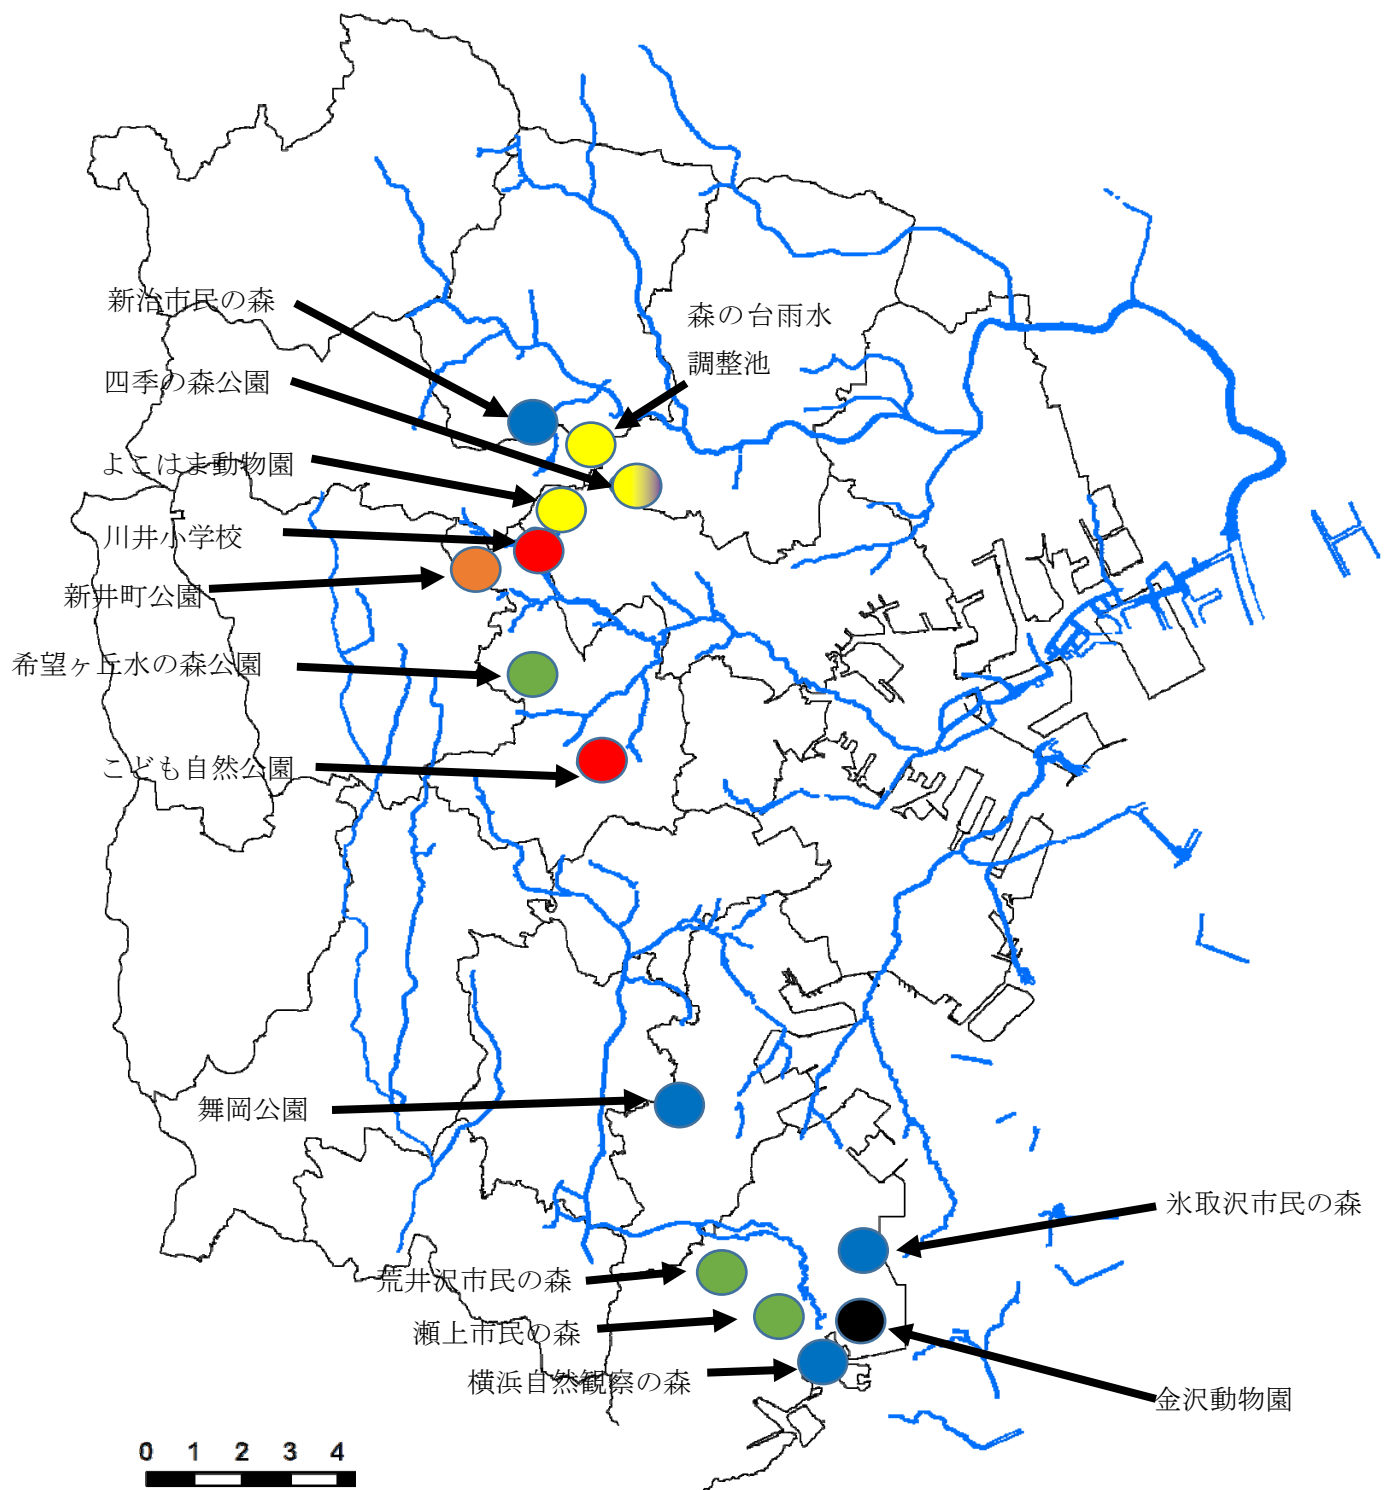 新治市民の森
森の台雨水
調整池
四季の森公園
よこはま動物園
川井小学校
新井町公園
希望ヶ丘水の森公園
こども自然公園
舞岡公園
氷取沢市民の森
荒井沢市民の森
瀬上市民の森
横浜自然観察の森
金沢動物園
0 1 2 3 4